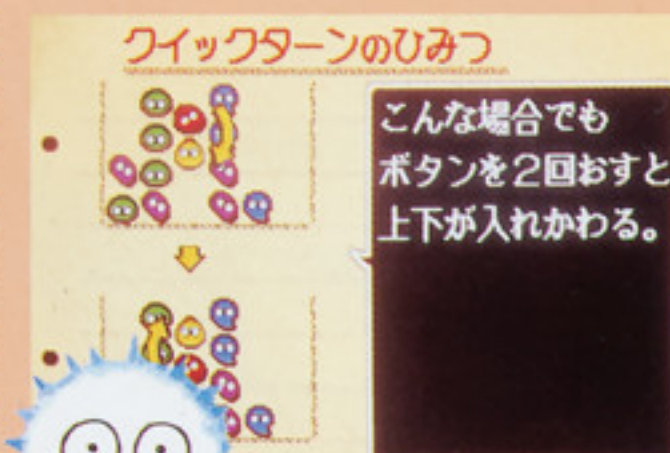 クイックターンのひみつ
こんな場合でも
ボタンを2回おすと
上下が入れかわる。